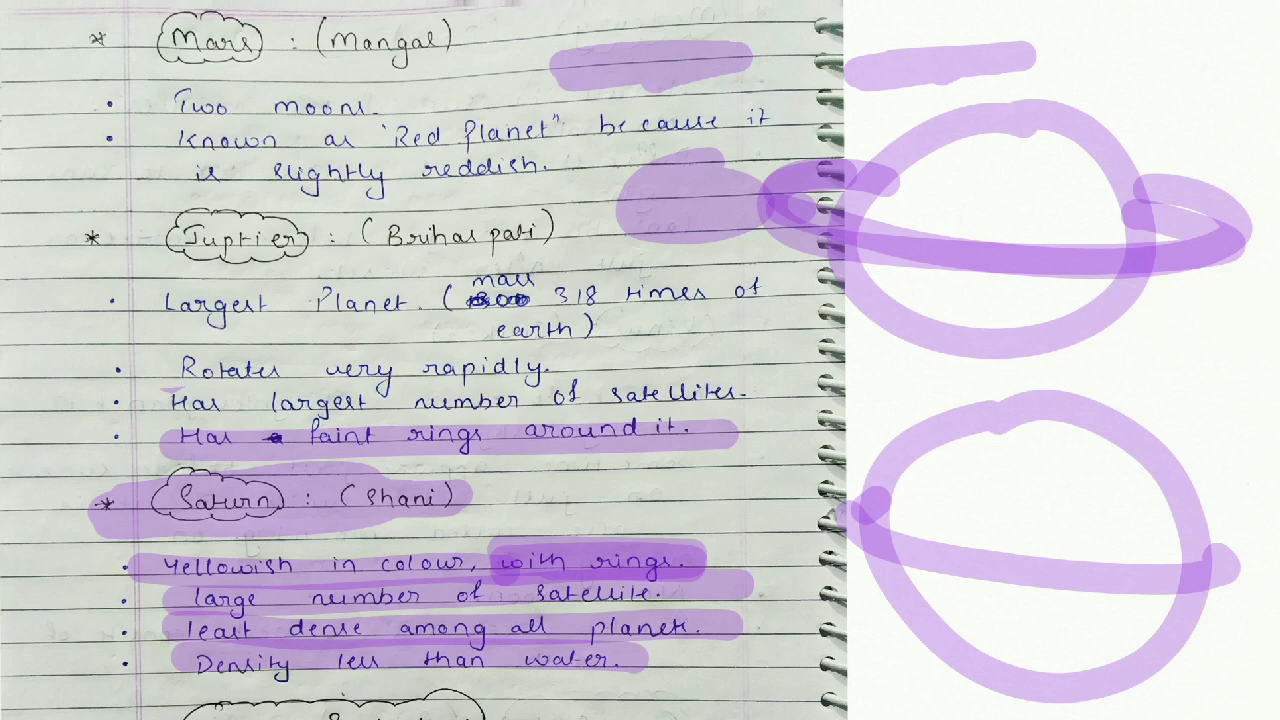 * Mars : (Mangal)
• Two moons.
• Known as "Red Planet" because it
is slightly reddish.
* Juptier : (Brihaspati)
mass
• Largest Planet. ( 318 times of
earth)
• Rotates very rapidly.
• Has largest number of satellites.
• Has faint rings around it.
* Saturn : (Shani)
• Yellowish in colour, with rings.
• large number of satellite.
• least dense among all planets.
• Density less than water.